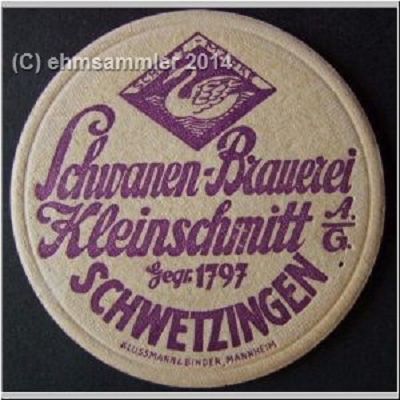 (C) ehmsammler 2014
Schwanen-Brauerei
Kleinschmitt A.G.
Gegr. 1797
SCHWETZINGEN
KLUSSMANN & BINDER, MANNHEIM